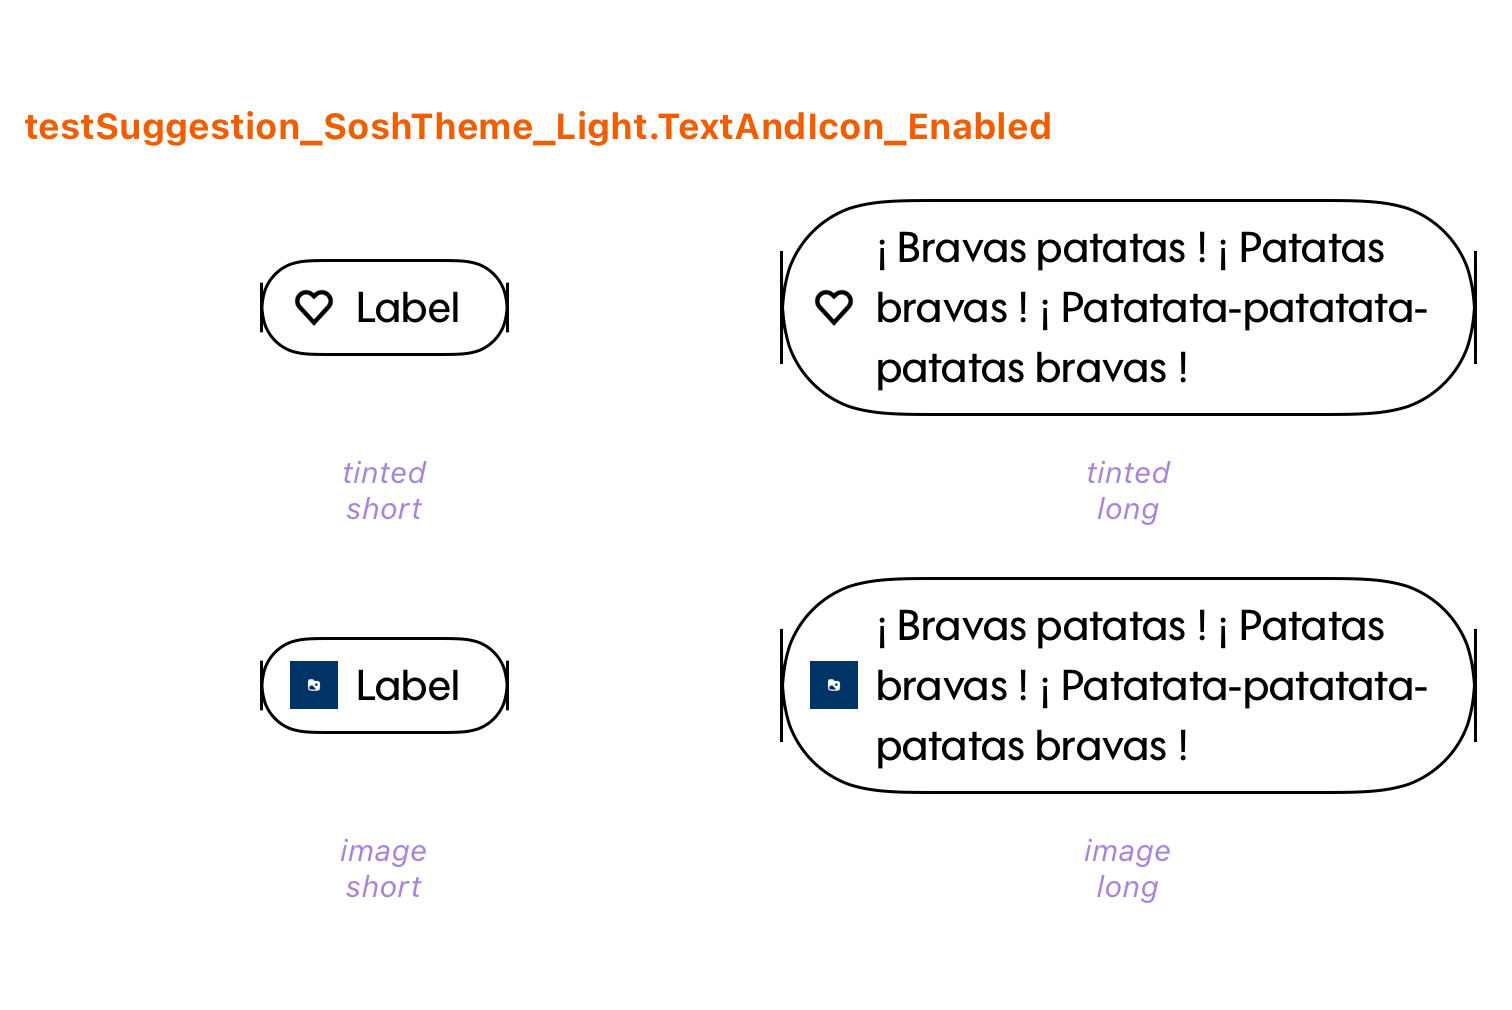 testSuggestion_SoshTheme_Light.TextAndIcon_Enabled
Label
¡ Bravas patatas ! ¡ Patatas
bravas ! ¡ Patatata-patatata-
patatas bravas !
tinted
short
tinted
long
Label
¡ Bravas patatas ! ¡ Patatas
bravas ! ¡ Patatata-patatata-
patatas bravas !
image
short
image
long